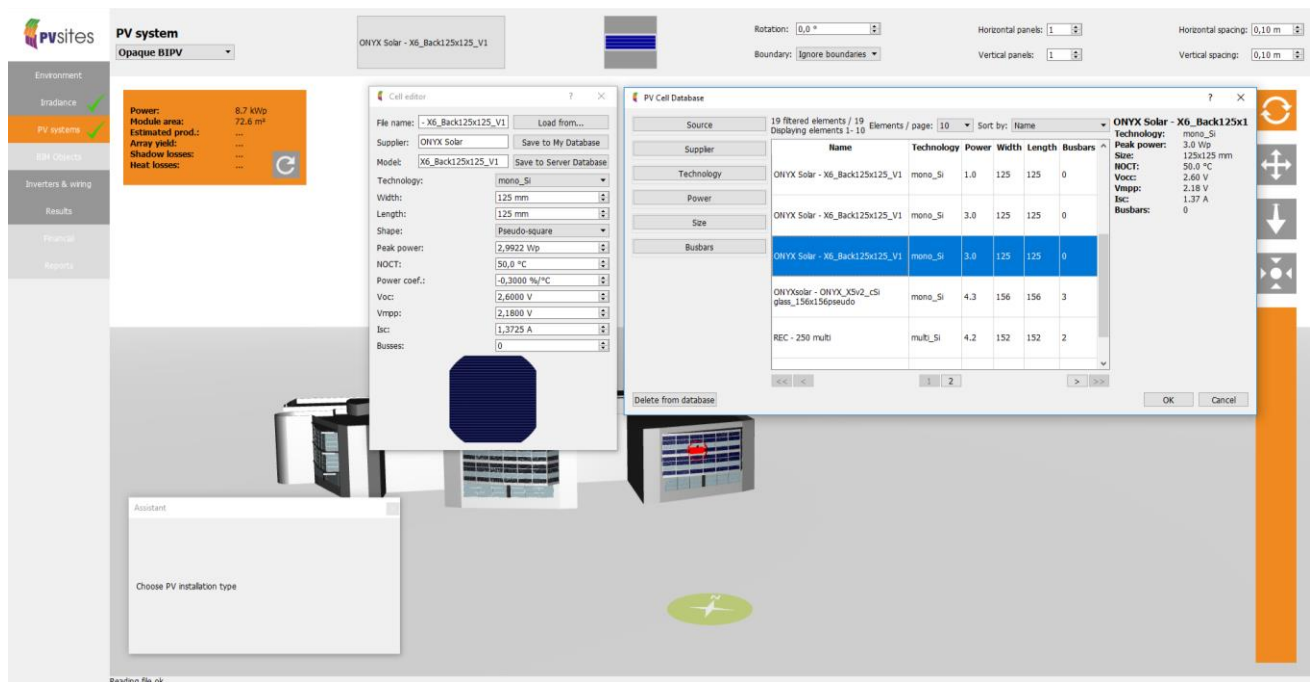 PVsites
PV system
Opaque BIPV
ONYX Solar - X6_Back125x125_V1
Rotation: 0,0 °
Boundary: Ignore boundaries
Horizontal panels: 1
Vertical panels: 1
Horizontal spacing: 0,10 m
Vertical spacing: 0,10 m
Environment
Irradiance
PV systems
BIM Objects
Inverters & wiring
Results
Financial
Reports
Power: 8.7 kWp
Module area: 72.6 m²
Estimated prod.: ...
Array yield: ...
Shadow losses: ...
Heat losses: ...
Cell editor ? ×
File name: - X6_Back125x125_V1 Load from...
Supplier: ONYX Solar Save to My Database
Model: X6_Back125x125_V1 Save to Server Database
Technology: mono_Si
Width: 125 mm
Length: 125 mm
Shape: Pseudo-square
Peak power: 2,9922 Wp
NOCT: 50,0 °C
Power coef.: -0,3000 %/°C
Voc: 2,6000 V
Vmpp: 2,1800 V
Isc: 1,3725 A
Busses: 0
PV Cell Database ? ×
Source
Suppler
Technology
Power
Size
Busbars
19 filtered elements / 19
Displaying elements 1- 10
Elements / page: 10 Sort by: Name
Name Technology Power Width Length Busbars
ONYX Solar - X6_Back125x125_V1 mono_Si 1.0 125 125 0
ONYX Solar - X6_Back125x125_V1 mono_Si 3.0 125 125 0
ONYX Solar - X6_Back125x125_V1 mono_Si 3.0 125 125 0
ONYXsolar - ONYX_X5v2_cSi
glass_156x156pseudo mono_Si 4.3 156 156 3
REC - 250 multi multi_Si 4.2 152 152 2
<< < 1 2 > >>
ONYX Solar - X6_Back125x1
Technology: mono_Si
Peak power: 3.0 Wp
Size: 125x125 mm
NOCT: 50.0 °C
Vocc: 2.60 V
Vmpp: 2.18 V
Isc: 1.37 A
Busbars: 0
Delete from database
OK Cancel
Assistant
Choose PV installation type
N
Reading file ok